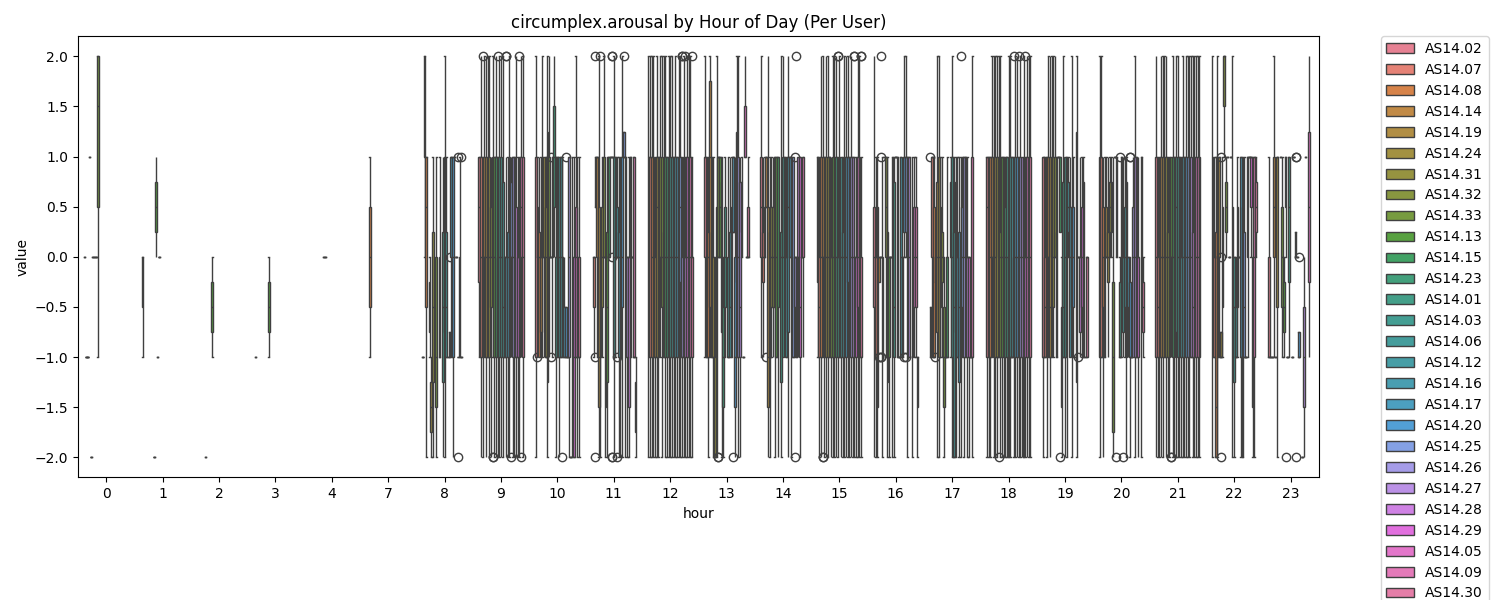 circumplex.arousal by Hour of Day (Per User)
value
2.0
1.5
1.0
0.5
0.0
−0.5
−1.0
−1.5
−2.0
0 1 2 3 4 7 8 9 10 11 12 13 14 15 16 17 18 19 20 21 22 23
hour
AS14.02
AS14.07
AS14.08
AS14.14
AS14.19
AS14.24
AS14.31
AS14.32
AS14.33
AS14.13
AS14.15
AS14.23
AS14.01
AS14.03
AS14.06
AS14.12
AS14.16
AS14.17
AS14.20
AS14.25
AS14.26
AS14.27
AS14.28
AS14.29
AS14.05
AS14.09
AS14.30